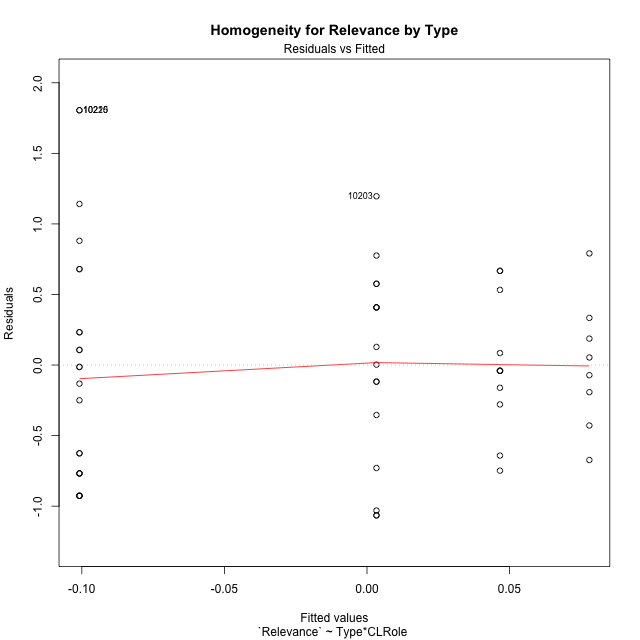 Homogeneity for Relevance by Type
Residuals vs Fitted
2.0
1.5
1.0
0.5
0.0
-0.5
-1.0
Residuals
10203
-0.10
-0.05
0.00
0.05
Fitted values
`Relevance` ~ Type*CLRole